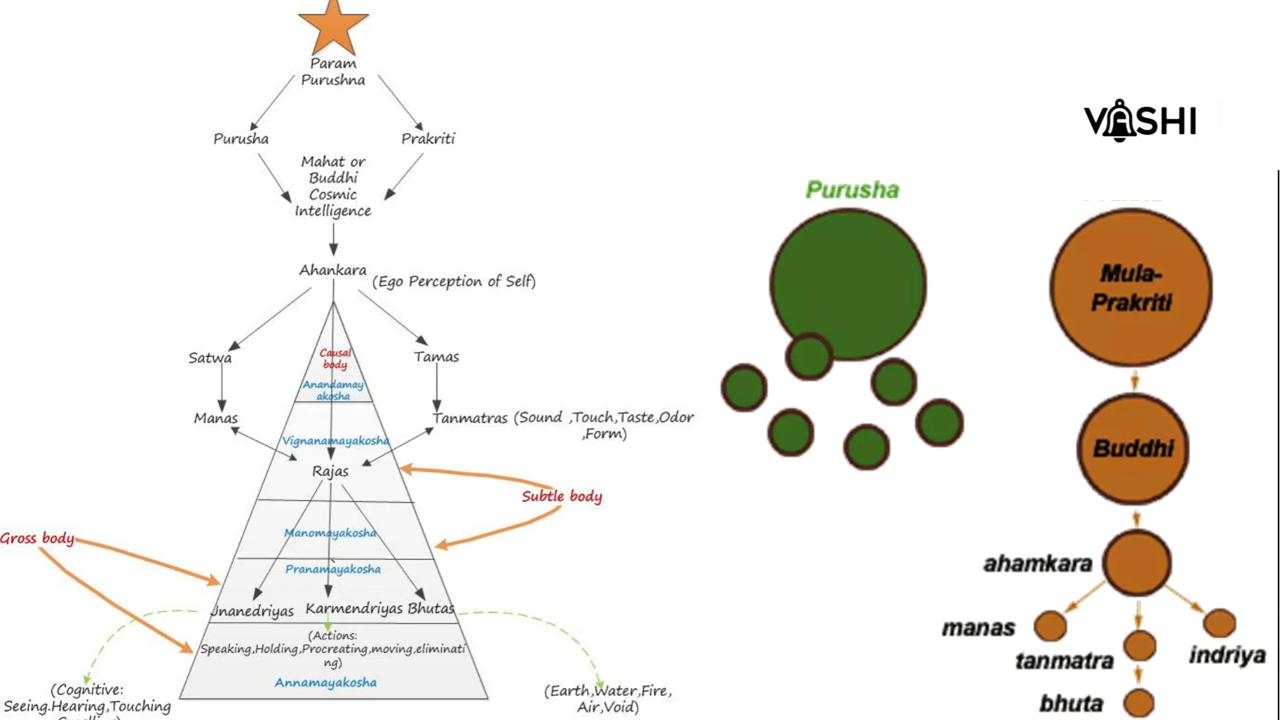 Param
Purushna
Purusha
Prakriti
Mahat or
Buddhi
Cosmic
Intelligence
Ahankara
(Ego Perception of Self)
Satwa
Tamas
Causal
body
Anandamay
akosha
Manas
Tanmatras (Sound ,Touch,Taste,Odor
,Form)
Vignanamayakosha
Rajas
Subtle body
Manomayakosha
Gross body
Pranamayakosha
Jnanedriyas
Karmendriyas
Bhutas
(Actions:
Speaking,Holding,Procreating,moving,eliminati
ng)
Annamayakosha
(Cognitive:
Seeing.Hearing,Touching
(Earth,Water,Fire,
Air,Void)
VASHI
Purusha
Mula-
Prakriti
Buddhi
ahamkara
manas
tanmatra
indriya
bhuta